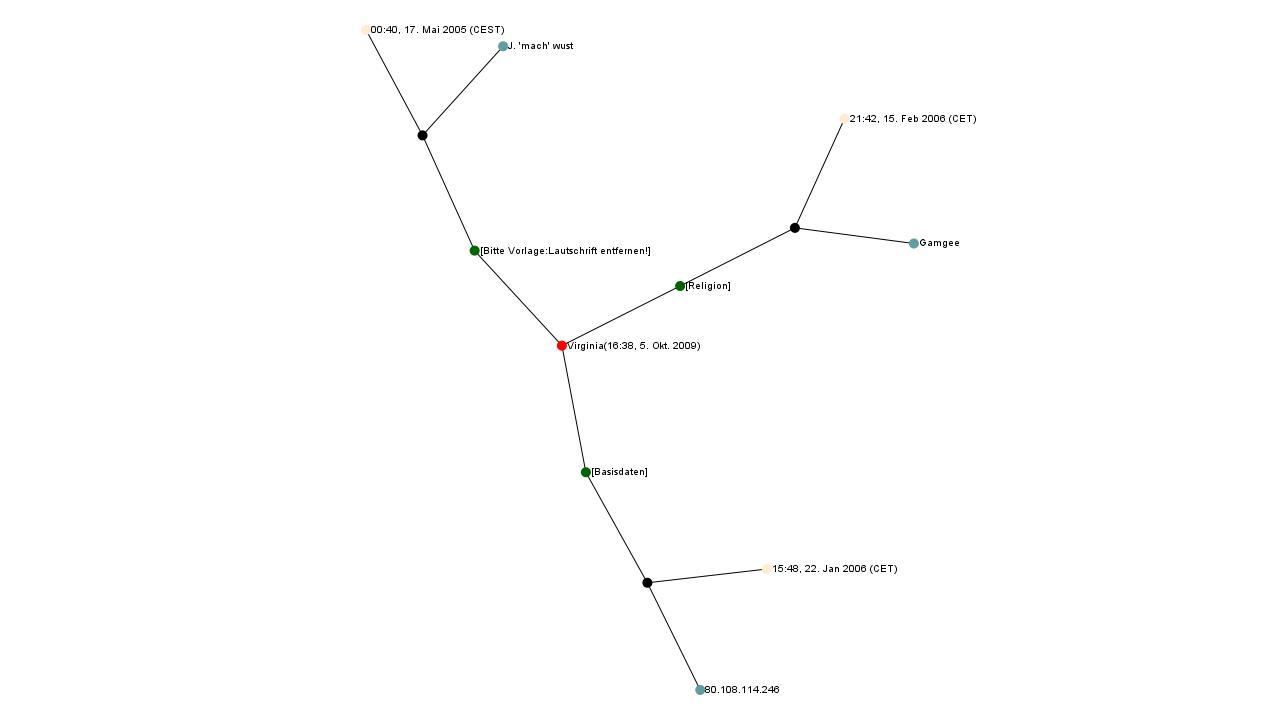 00:40, 17. Mai 2005 (CEST)
J. 'mach' wust
21:42, 15. Feb 2006 (CET)
Gamgee
[Bitte Vorlage:Lautschrift entfernen!]
[Religion]
Virginia(16:38, 5. Okt. 2009)
[Basisdaten]
15:48, 22. Jan 2006 (CET)
80.108.114.246